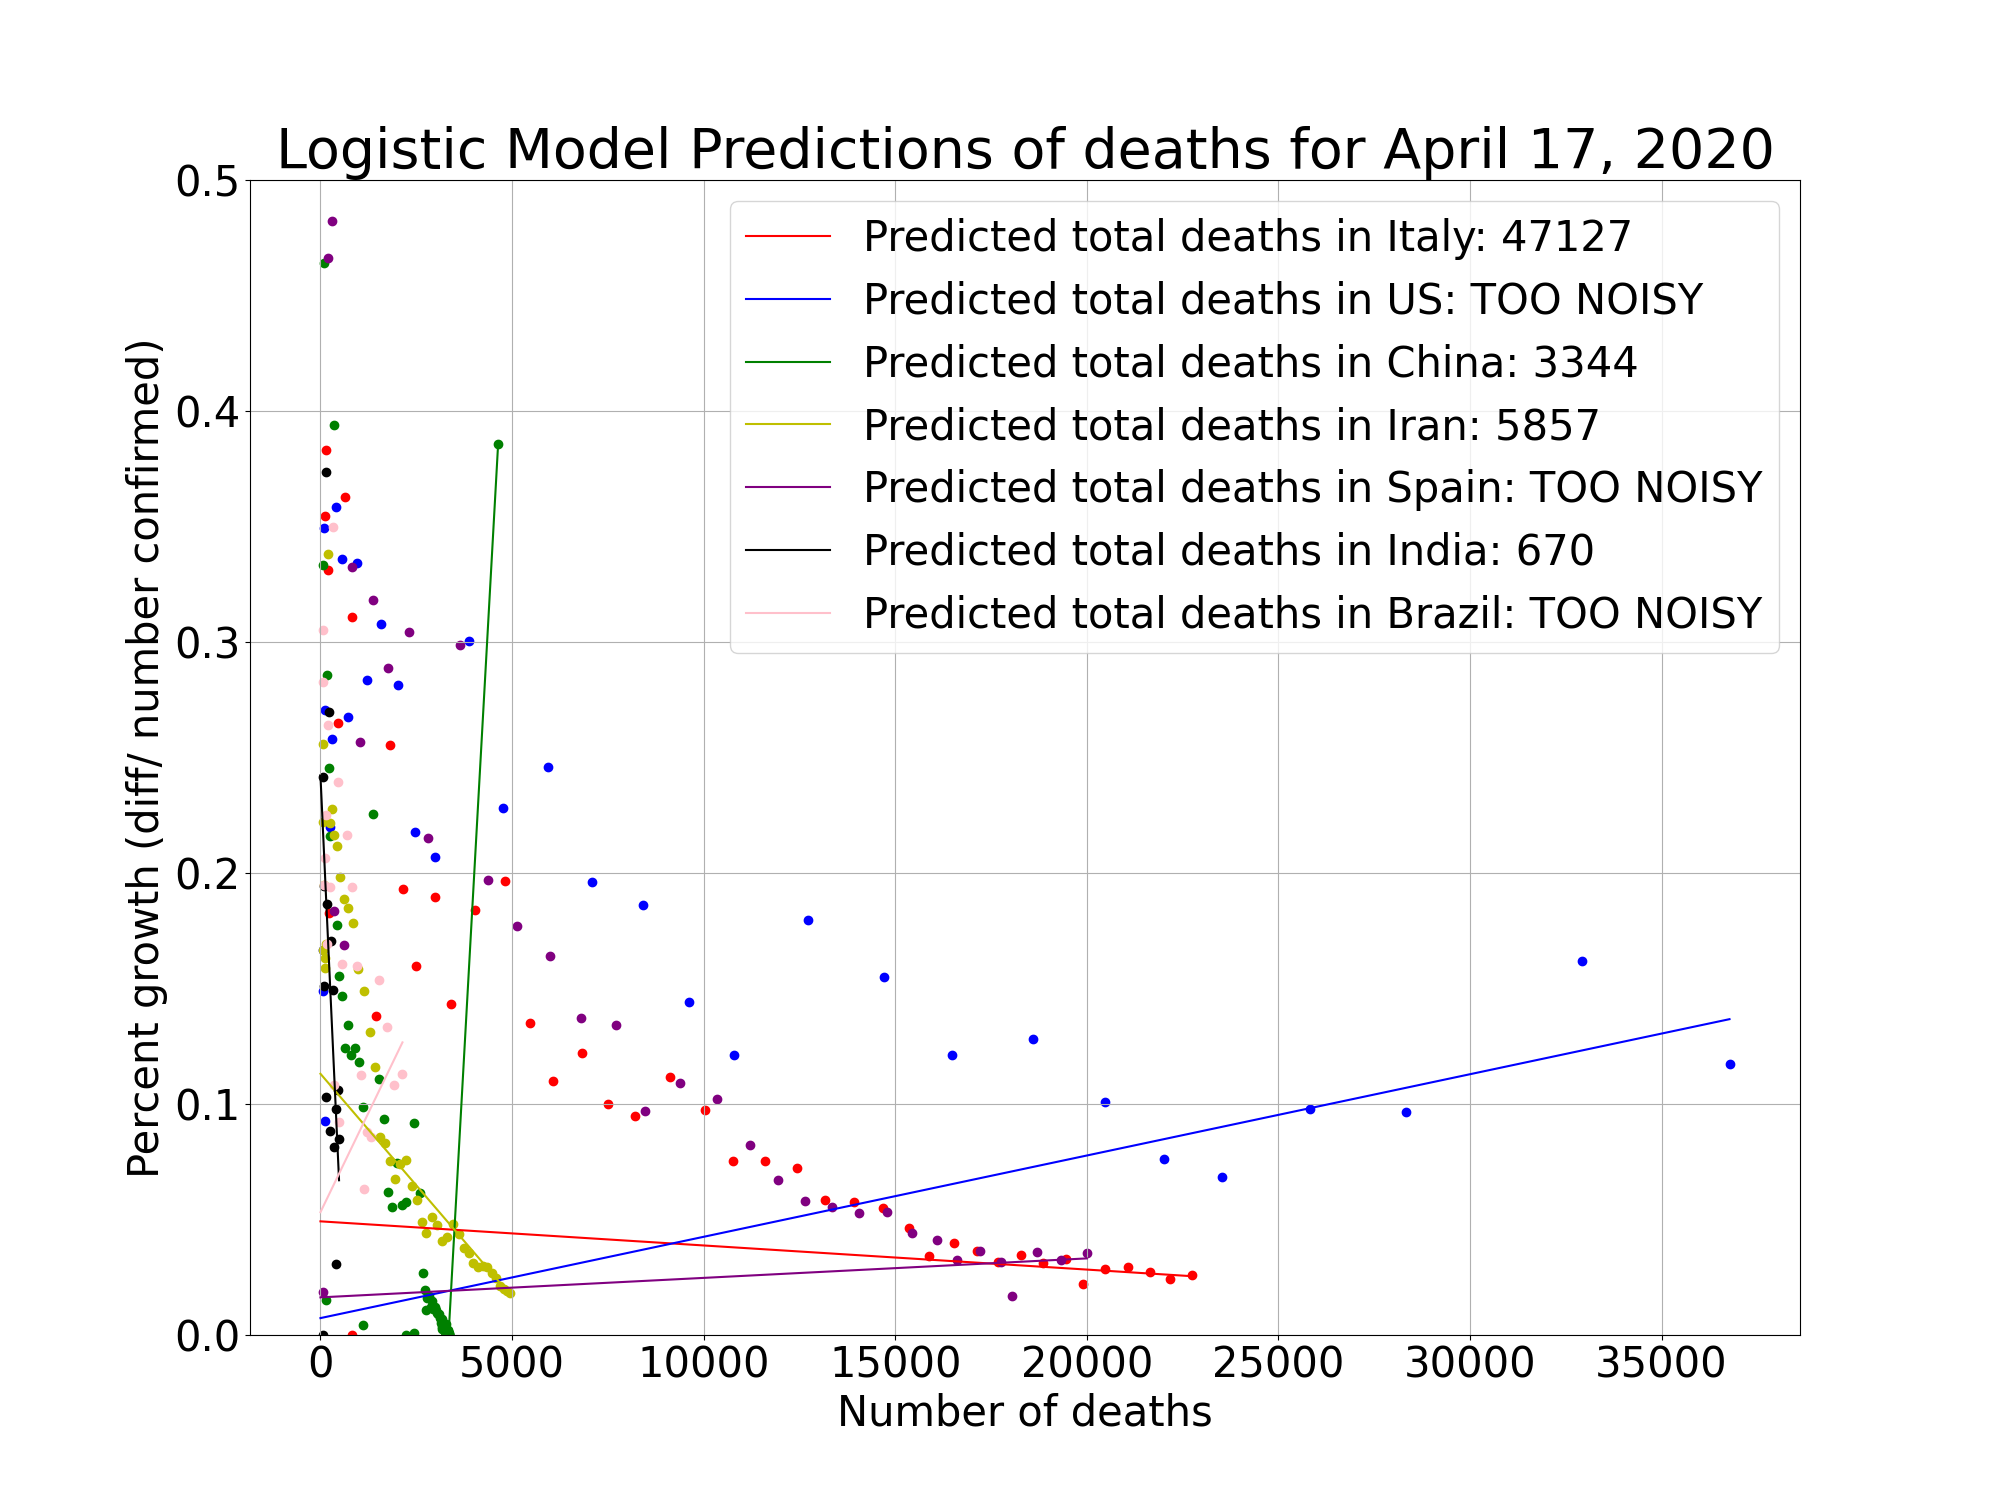 Logistic Model Predictions of deaths for April 17, 2020
0.5
0.4
0.3
0.2
0.1
0.0
Percent growth (diff/ number confirmed)
Predicted total deaths in Italy: 47127
Predicted total deaths in US: TOO NOISY
Predicted total deaths in China: 3344
Predicted total deaths in Iran: 5857
Predicted total deaths in Spain: TOO NOISY
Predicted total deaths in India: 670
Predicted total deaths in Brazil: TOO NOISY
0 5000 10000 15000 20000 25000 30000 35000
Number of deaths